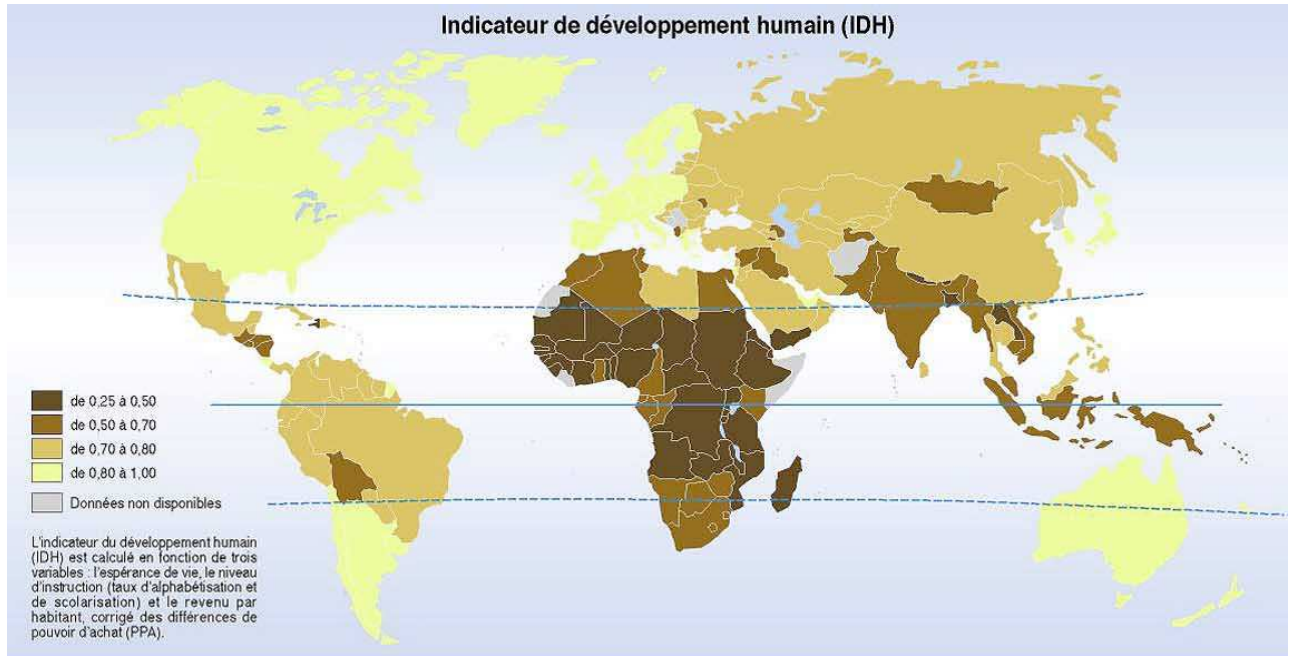 Indicateur de développement humain (IDH)
de 0,25 à 0,50
de 0,50 à 0,70
de 0,70 à 0,80
de 0,80 à 1,00
Données non disponibles
L'indicateur du développement humain
(IDH) est calculé en fonction de trois
variables : l'espérance de vie, le niveau
d'instruction (taux d'alphabétisation et
de scolarisation) et le revenu par
habitant, corrigé des différences de
pouvoir d'achat (PPA).